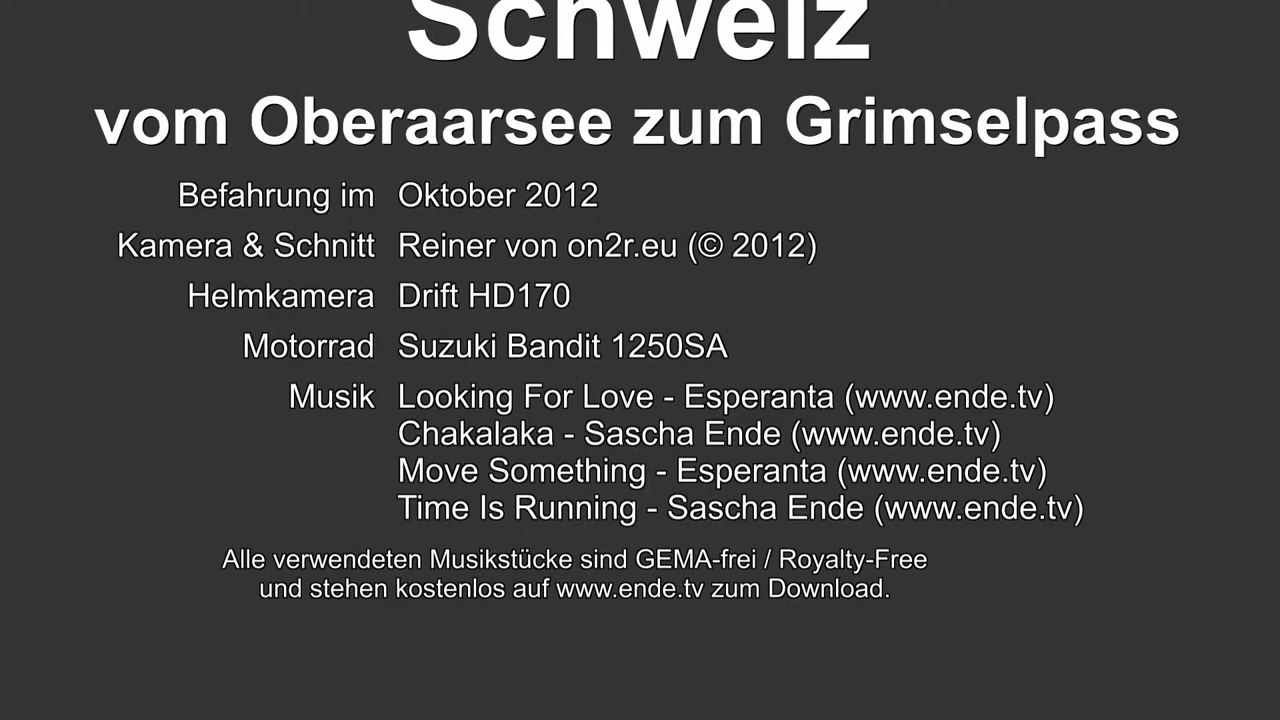 Schweiz
vom Oberaarsee zum Grimselpass
Befahrung im Oktober 2012
Kamera & Schnitt Reiner von on2r.eu (© 2012)
Helmkamera Drift HD170
Motorrad Suzuki Bandit 1250SA
Musik Looking For Love - Esperanta (www.ende.tv)
Chakalaka - Sascha Ende (www.ende.tv)
Move Something - Esperanta (www.ende.tv)
Time Is Running - Sascha Ende (www.ende.tv)
Alle verwendeten Musikstücke sind GEMA-frei / Royalty-Free
und stehen kostenlos auf www.ende.tv zum Download.